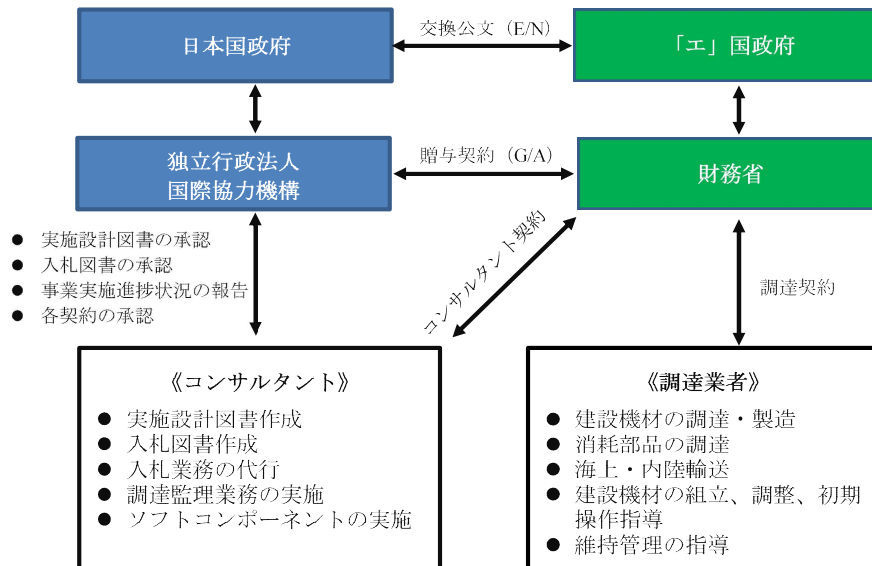 日本国政府
交換公文（E/N）
「エ」国政府
独立行政法人
国際協力機構
贈与契約（G/A）
財務省
● 実施設計図書の承認
● 入札図書の承認
● 事業実施進捗状況の報告
● 各契約の承認
コンサルタント契約
調達契約
《コンサルタント》
● 実施設計図書作成
● 入札図書作成
● 入札業務の代行
● 調達監理業務の実施
● ソフトコンポーネントの実施
《調達業者》
● 建設機材の調達・製造
● 消耗部品の調達
● 海上・内陸輸送
● 建設機材の組立、調整、初期
操作指導
● 維持管理の指導